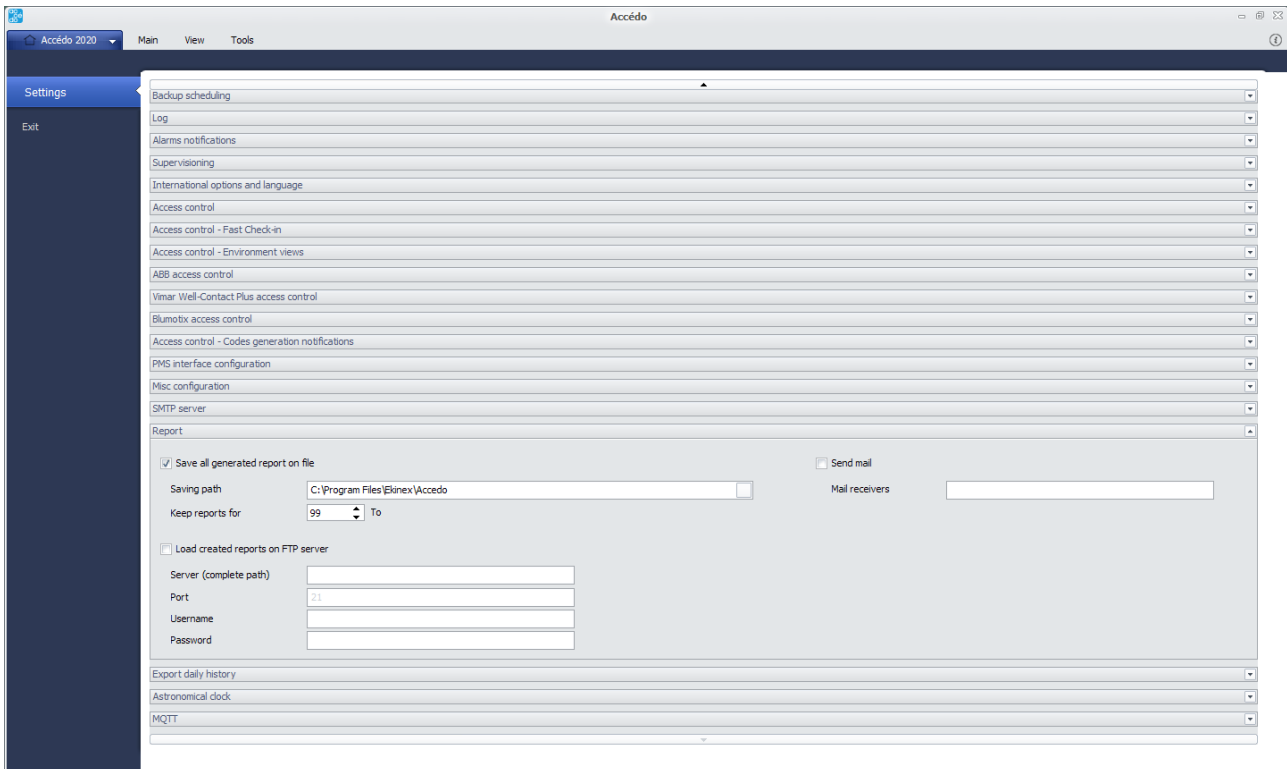 Accédo
Accédo 2020 Main View Tools
Settings
Exit
Backup scheduling
Log
Alarms notifications
Supervisioning
International options and language
Access control
Access control - Fast Check-in
Access control - Environment views
ABB access control
Vimar Well-Contact Plus access control
Blumotix access control
Access control - Codes generation notifications
PMS interface configuration
Misc configuration
SMTP server
Report
Save all generated report on file Send mail
Saving path C:\Program Files\Ekinex\Accedo Mail receivers
Keep reports for 99 To
Load created reports on FTP server
Server (complete path)
Port 21
Username
Password
Export daily history
Astronomical clock
MQTT